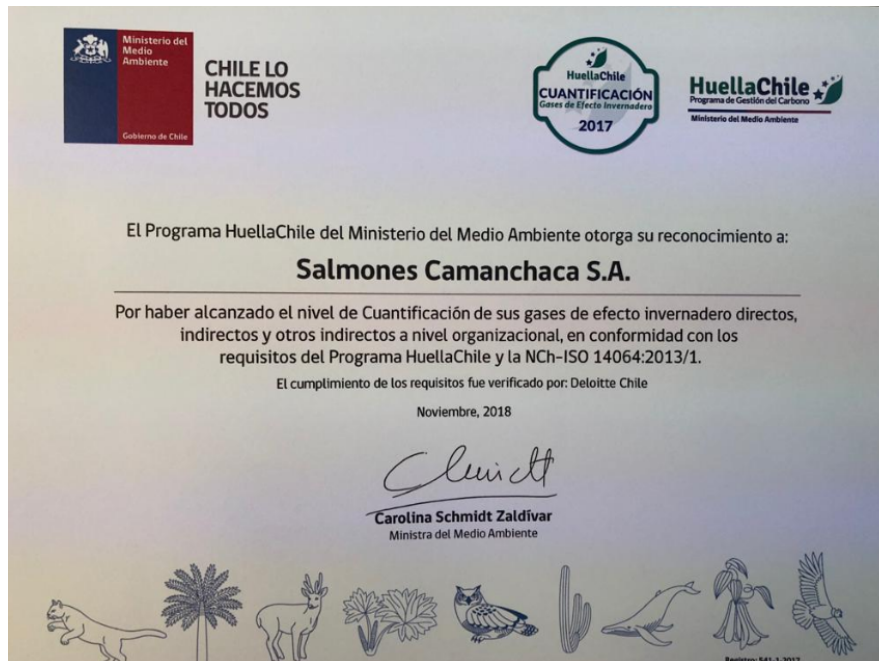 Ministerio del
Medio
Ambiente
Gobierno de Chile
CHILE LO
HACEMOS
TODOS
HuellaChile
CUANTIFICACIÓN
Gases de Efecto Invernadero
2017
HuellaChile
Programa de Gestión del Carbono
Ministerio del Medio Ambiente
El Programa HuellaChile del Ministerio del Medio Ambiente otorga su reconocimiento a:
Salmones Camanchaca S.A.
Por haber alcanzado el nivel de Cuantificación de sus gases de efecto invernadero directos,
indirectos y otros indirectos a nivel organizacional, en conformidad con los
requisitos del Programa HuellaChile y la NCh-ISO 14064:2013/1.
El cumplimiento de los requisitos fue verificado por: Deloitte Chile
Noviembre, 2018
Carolina Schmidt Zaldívar
Ministra del Medio Ambiente
Registro: 541-1-2017